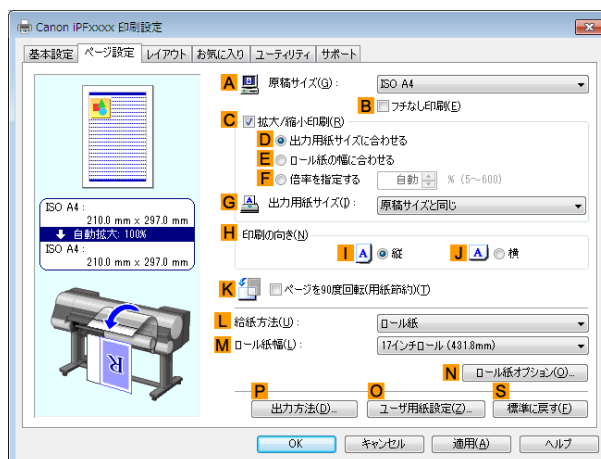 Canon iPFxxxx 印刷設定
基本設定 ページ設定 レイアウト お気に入り ユーティリティ サポート
A 原稿サイズ(G): ISO A4
B フチなし印刷(E)
C 拡大/縮小印刷(R)
D 出力用紙サイズに合わせる
E ロール紙の幅に合わせる
F 倍率を指定する 自動 % (5~600)
G 出力用紙サイズ(I): 原稿サイズと同じ
H 印刷の向き(N)
I A 縦 J A 横
K ページを90度回転(用紙節約)(T)
L 給紙方法(U): ロール紙
M ロール紙幅(L): 17インチロール (431.8mm)
N ロール紙オプション(O)...
P O S
出力方法(D)... ユーザ用紙設定(Z)... 標準に戻す(F)
ISO A4 :
210.0 mm x 297.0 mm
自動拡大: 100%
ISO A4 :
210.0 mm x 297.0 mm
R
OK キャンセル 適用(A) ヘルプ